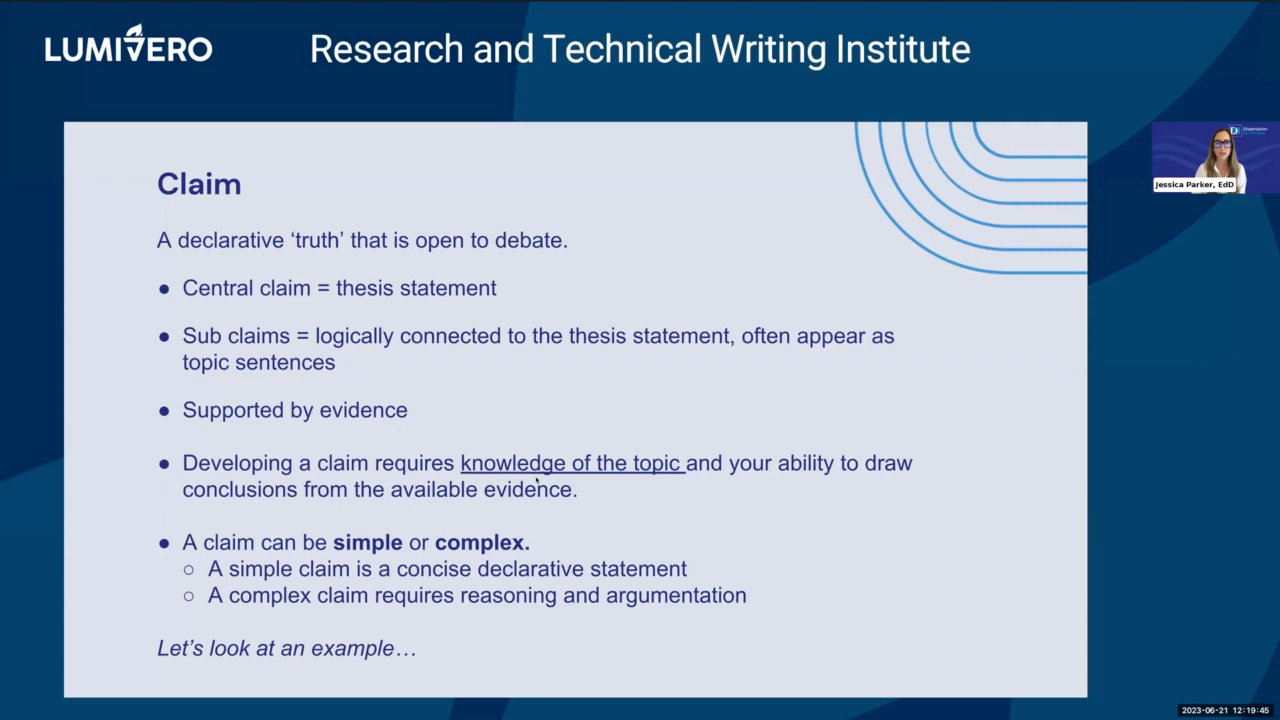 LUMIVERO
Research and Technical Writing Institute
Claim
A declarative ‘truth’ that is open to debate.
● Central claim = thesis statement
● Sub claims = logically connected to the thesis statement, often appear as
topic sentences
● Supported by evidence
● Developing a claim requires knowledge of the topic and your ability to draw
conclusions from the available evidence.
● A claim can be simple or complex.
○ A simple claim is a concise declarative statement
○ A complex claim requires reasoning and argumentation
Let’s look at an example…
Dissertation
Jessica Parker, EdD
2023-06-21 12:19:45